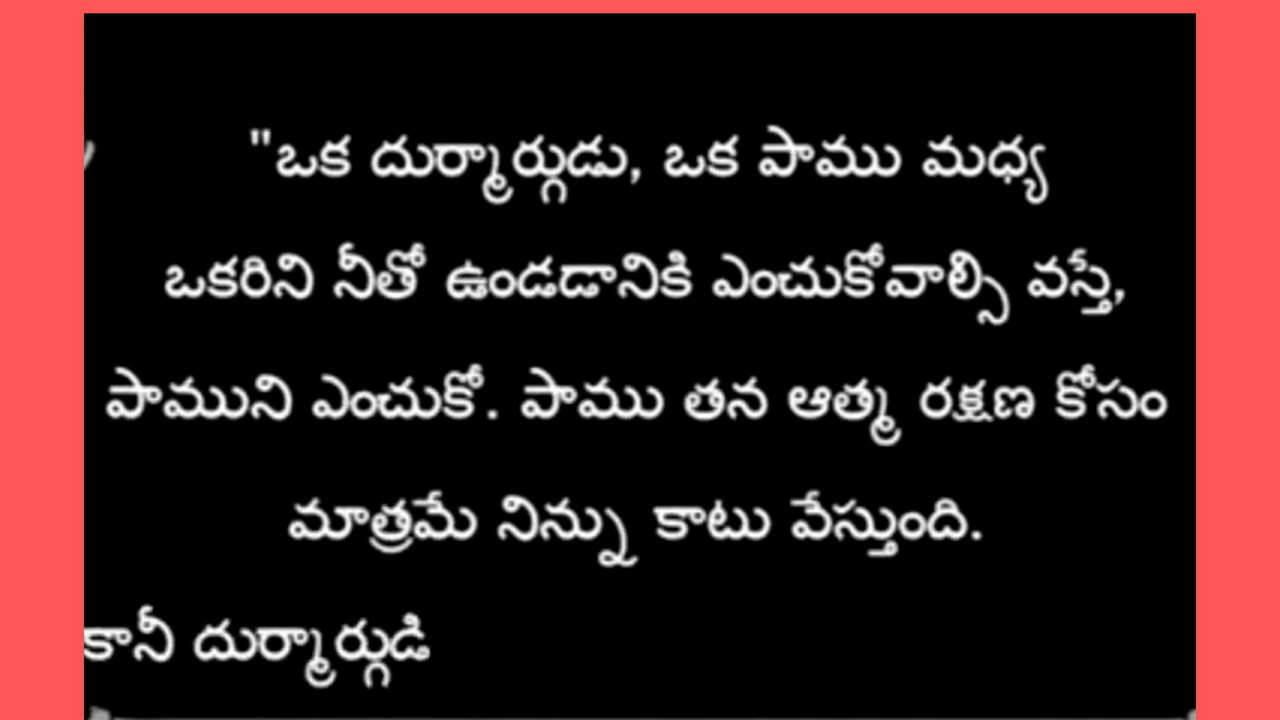 "ఒక దుర్మార్గుడు, ఒక పాము మధ్య
ఒకరిని నీతో ఉండడానికి ఎంచుకోవాల్సి వస్తే,
పాముని ఎంచుకో. పాము తన ఆత్మ రక్షణ కోసం
మాత్రమే నిన్ను కాటు వేస్తుంది.
కానీ దుర్మార్గుడి